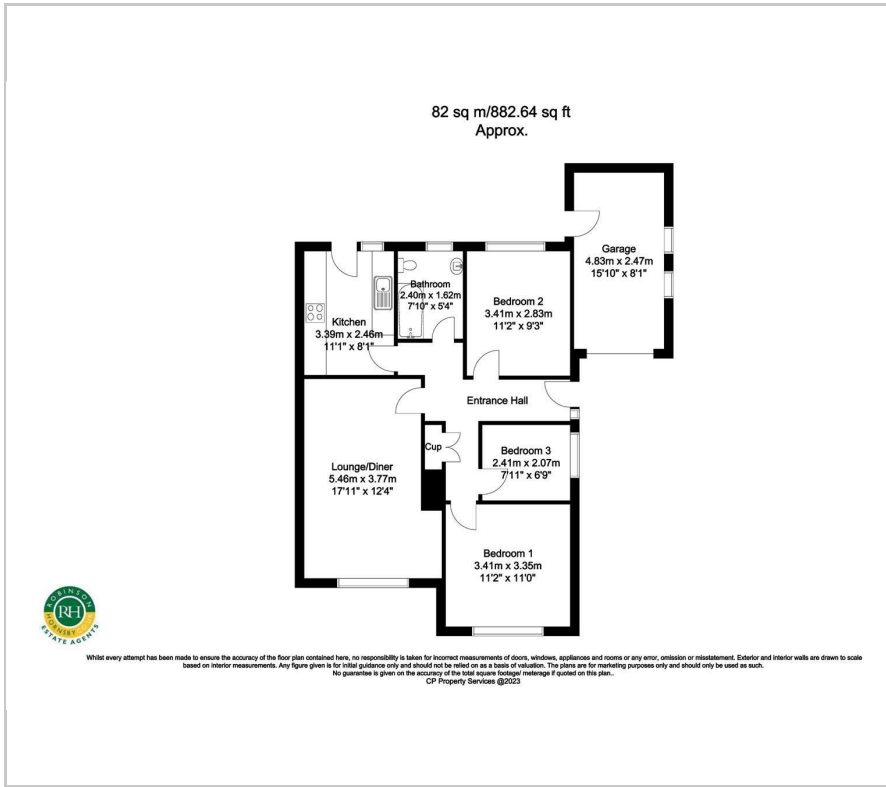 82 sq m/882.64 sq ft
Approx.
Garage
4.83m x 2.47m
15'10" x 8'1"
Bathroom
2.40m x 1.62m
7'10" x 5'4"
Bedroom 2
3.41m x 2.83m
11'2" x 9'3"
Kitchen
3.39m x 2.46m
11'1" x 8'1"
Entrance Hall
Cup
Bedroom 3
2.41m x 2.07m
7'11" x 6'9"
Lounge/Diner
5.46m x 3.77m
17'11" x 12'4"
Bedroom 1
3.41m x 3.35m
11'2" x 11'0"
ROBINSON
RH
HORNSBY
ESTATE AGENTS
Whilst every attempt has been made to ensure the accuracy of the floor plan contained here, no responsibility is taken for incorrect measurements of doors, windows, appliances and rooms or any error, omission or misstatement. Exterior and interior walls are drawn to scale
based on interior measurements. Any figure given is for initial guidance only and should not be relied on as a basis of valuation. The plans are for marketing purposes only and should only be used as such.
No guarantee is given on the accuracy of the total square footage/ meterage if quoted on this plan..
CP Property Services @2023